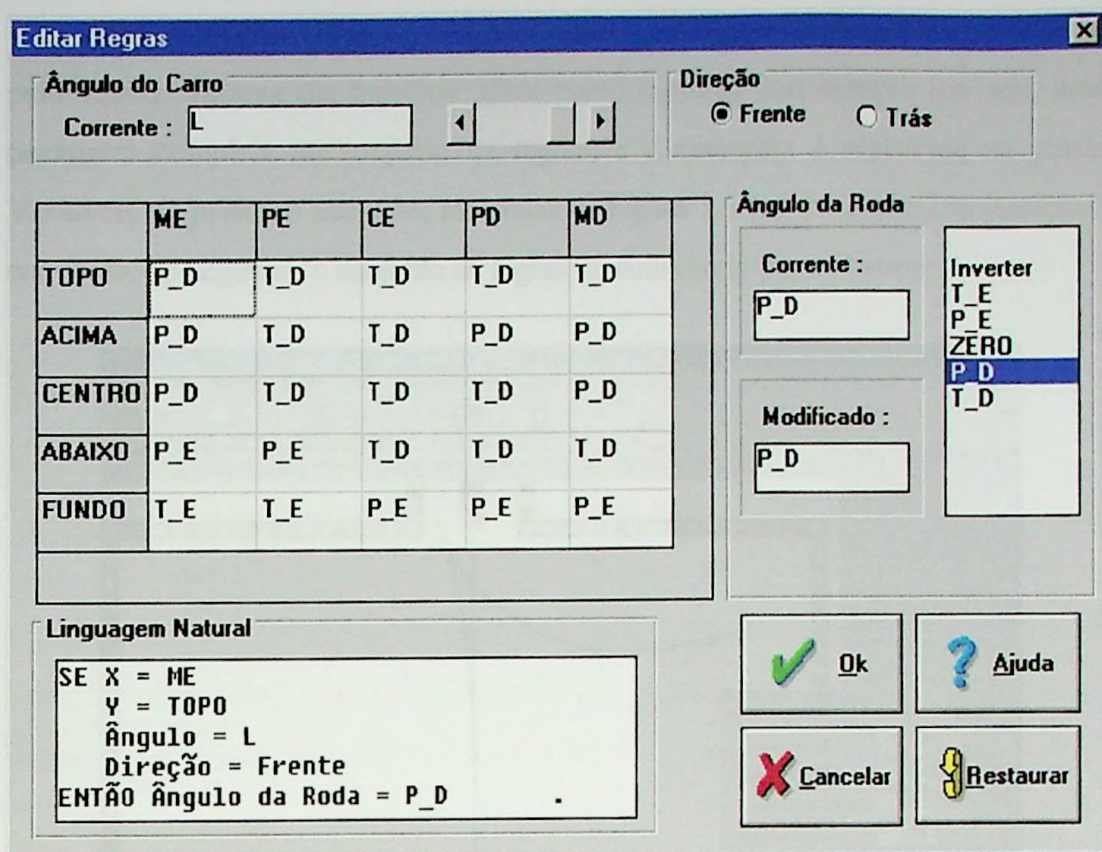 Editar Regras
Ângulo do Carro
Corrente : L
Direção
Frente Trás
ME PE CE PD MD
TOPO P_D T_D T_D T_D T_D
ACIMA P_D T_D T_D P_D P_D
CENTRO P_D T_D T_D T_D P_D
ABAIXO P_E P_E T_D T_D T_D
FUNDO T_E T_E P_E P_E P_E
Ângulo da Roda
Corrente :
P_D
Modificado :
P_D
Inverter
T_E
P_E
ZERO
P_D
T_D
Linguagem Natural
SE X = ME
Y = TOPO
Ângulo = L
Direção = Frente
ENTÃO Ângulo da Roda = P_D .
Ok
Ajuda
Cancelar
Restaurar